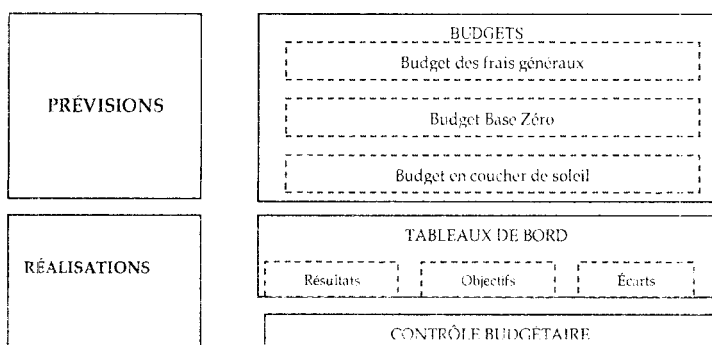 PRÉVISIONS
BUDGETS
Budget des frais généraux
Budget Base Zéro
Budget en coucher de soleil
RÉALISATIONS
TABLEAUX DE BORD
Résultats
Objectifs
Écarts
CONTRÔLE BUDGÉTAIRE